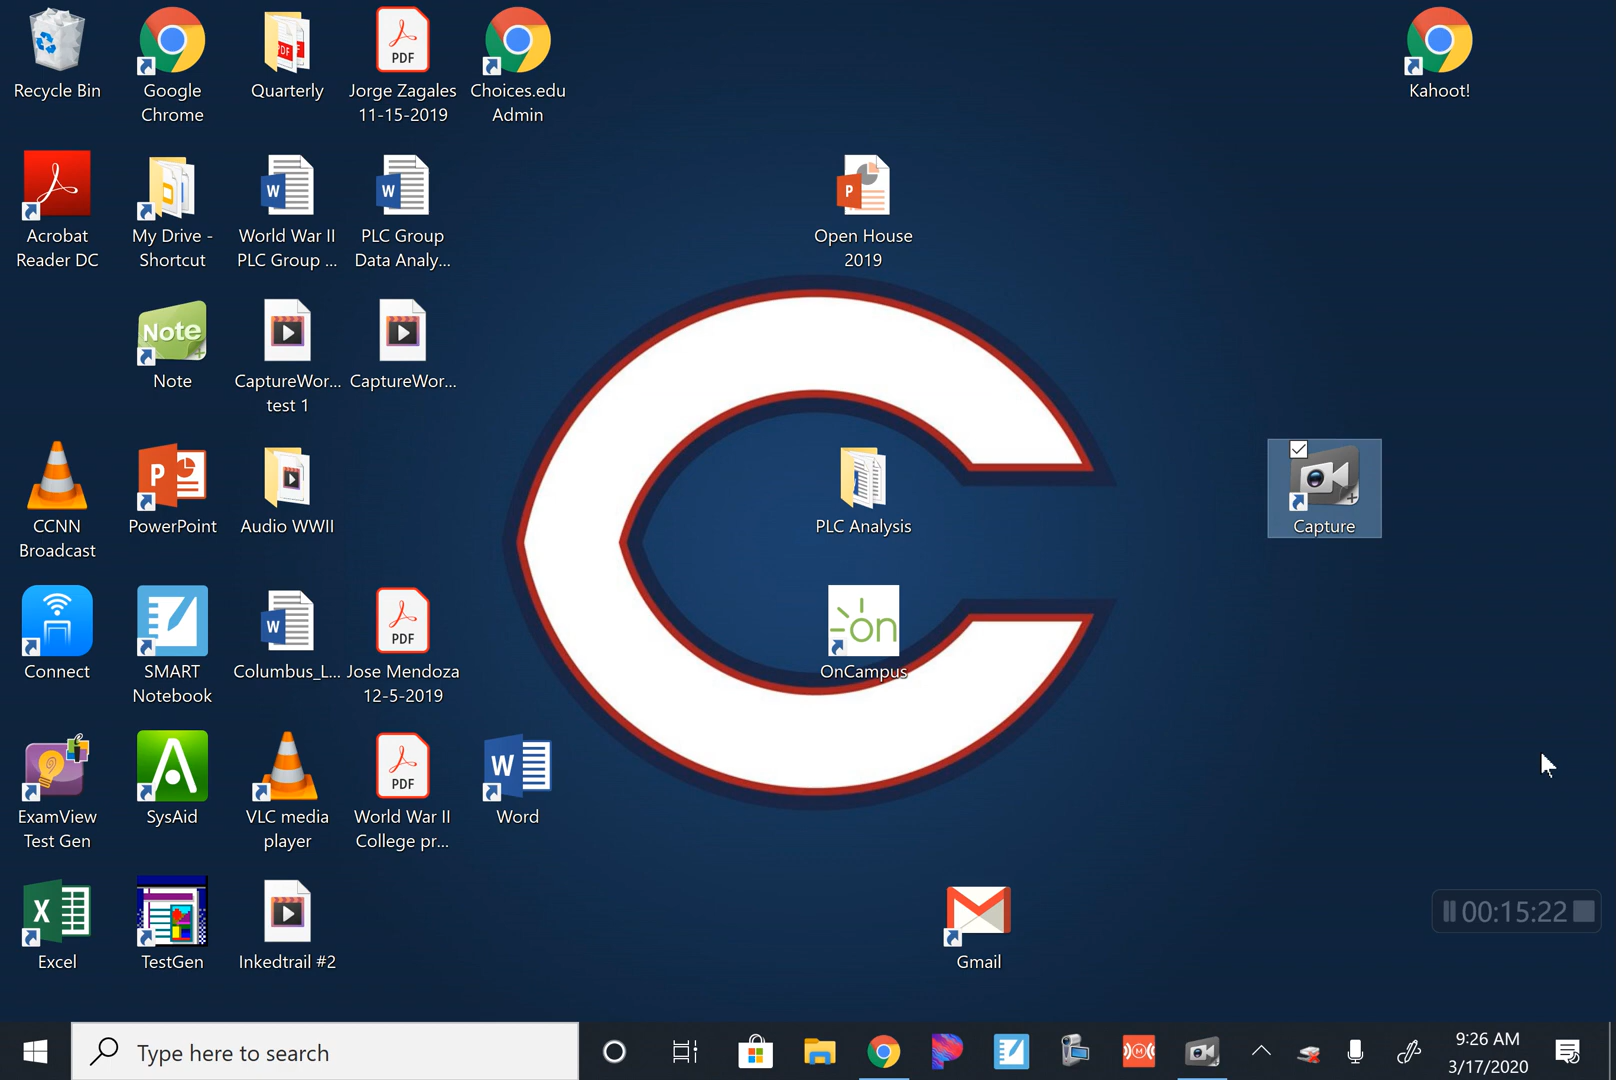 Recycle Bin
Google
Chrome
Quarterly
Jorge Zagales
11-15-2019
Choices.edu
Admin
Kahoot!
Acrobat
Reader DC
My Drive -
Shortcut
World War II
PLC Group ...
PLC Group
Data Analy...
Open House
2019
Note
Note
CaptureWor...
test 1
CaptureWor...
CCNN
Broadcast
PowerPoint
Audio WWII
PLC Analysis
Capture
Connect
SMART
Notebook
Columbus_L...
Jose Mendoza
12-5-2019
on
OnCampus
ExamView
Test Gen
SysAid
VLC media
player
World War II
College pr...
Word
00:15:22
Excel
TestGen
Inkedtrail #2
Gmail
Type here to search
9:26 AM
3/17/2020
PDF
PDF
PDF
PDF